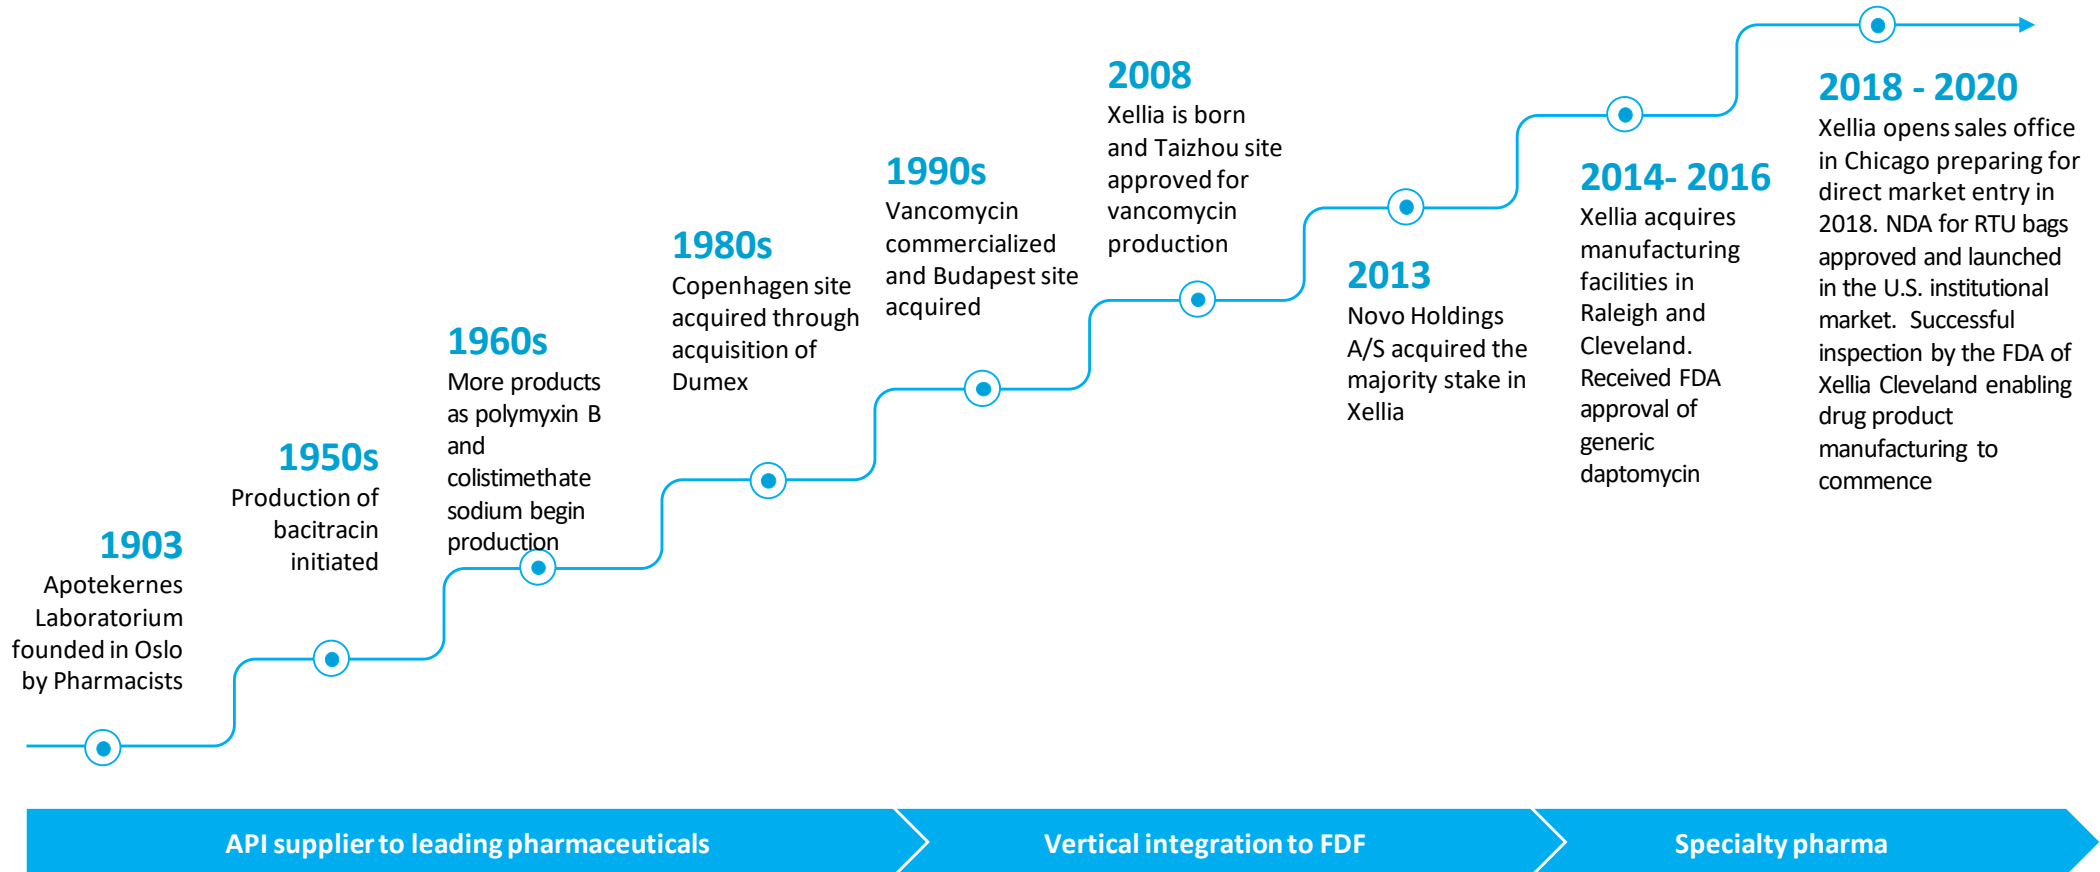 1903
Apotekernes
Laboratorium
founded in Oslo
by Pharmacists
1950s
Production of
bacitracin
initiated
1960s
More products
as polymyxin B
and
colistimethate
sodium begin
production
1980s
Copenhagen site
acquired through
acquisition of
Dumex
1990s
Vancomycin
commercialized
and Budapest site
acquired
2008
Xellia is born
and Taizhou site
approved for
vancomycin
production
2013
Novo Holdings
A/S acquired the
majority stake in
Xellia
2014- 2016
Xellia acquires
manufacturing
facilities in
Raleigh and
Cleveland.
Received FDA
approval of
generic
daptomycin
2018 - 2020
Xellia opens sales office
in Chicago preparing for
direct market entry in
2018. NDA for RTU bags
approved and launched
in the U.S. institutional
market. Successful
inspection by the FDA of
Xellia Cleveland enabling
drug product
manufacturing to
commence
API supplier to leading pharmaceuticals
Vertical integration to FDF
Specialty pharma